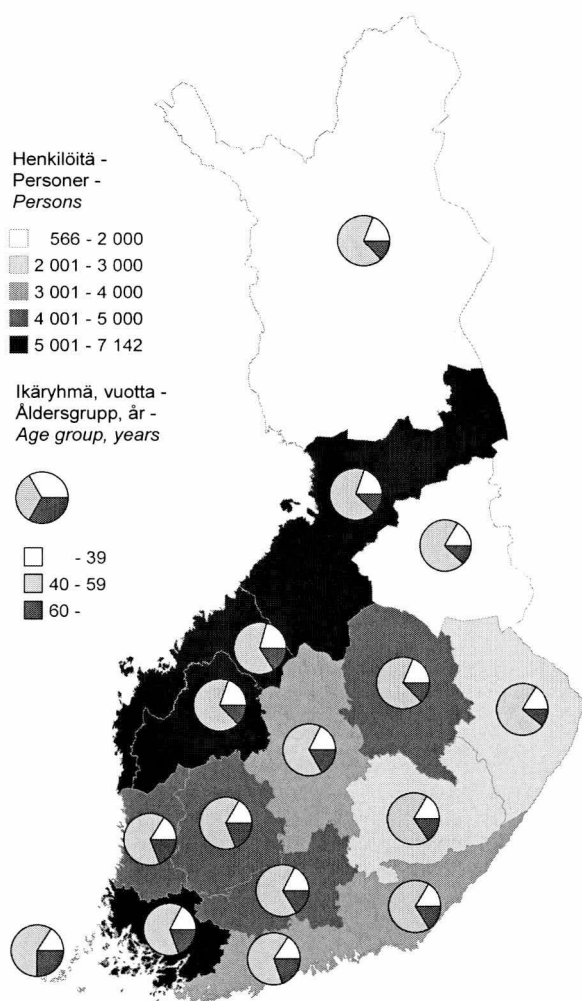 Henkilöitä -
Personer -
Persons
566 - 2 000
2 001 - 3 000
3 001 - 4 000
4 001 - 5 000
5 001 - 7 142
Ikäryhmä, vuotta -
Åldersgrupp, år -
Age group, years
- 39
40 - 59
60 -